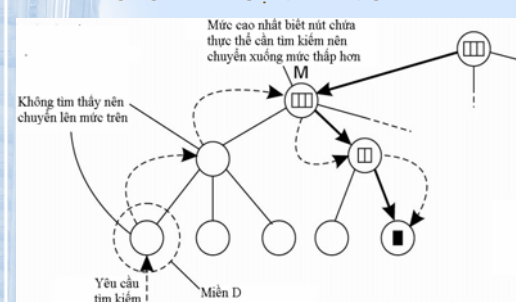 Mức cao nhất biết nút chứa
thực thể cần tìm kiếm nên
chuyển xuống mức thấp hơn
M
Không tìm thấy nên
chuyển lên mức trên
Yêu cầu
tìm kiếm
Miền D